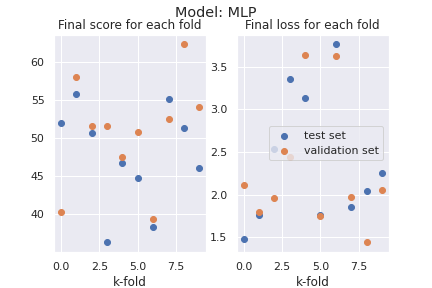 Model: MLP
Final score for each fold
Final loss for each fold
60
55
50
45
40
0.0
2.5
5.0
7.5
k-fold
3.5
3.0
2.5
2.0
1.5
test set
validation set
0.0
2.5
5.0
7.5
k-fold